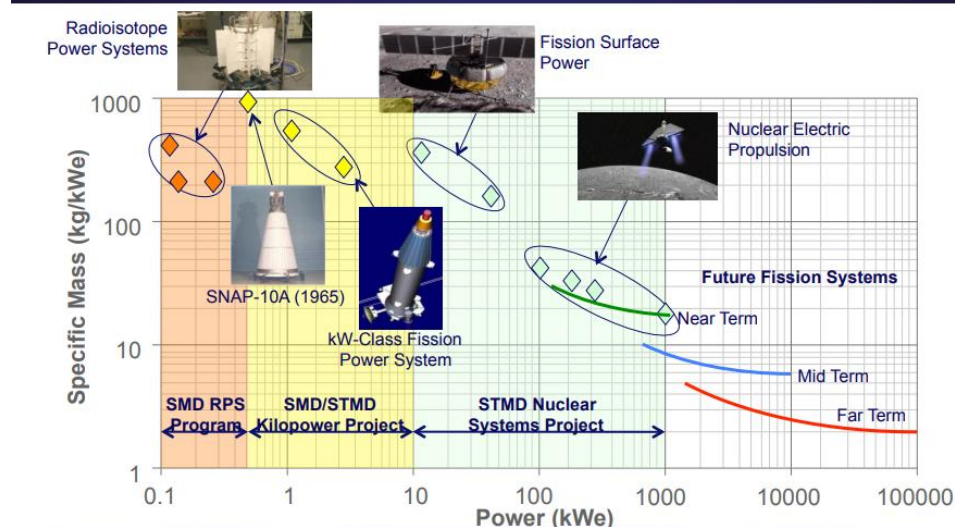 Radioisotope
Power Systems
Fission Surface
Power
Nuclear Electric
Propulsion
Specific Mass (kg/kWe)
1000
100
10
1
SNAP-10A (1965)
kW-Class Fission
Power System
Future Fission Systems
Near Term
Mid Term
Far Term
SMD RPS
Program
SMD/STMD
Kilopower Project
STMD Nuclear
Systems Project
0.1
1
10
100
1000
10000
100000
Power (kWe)